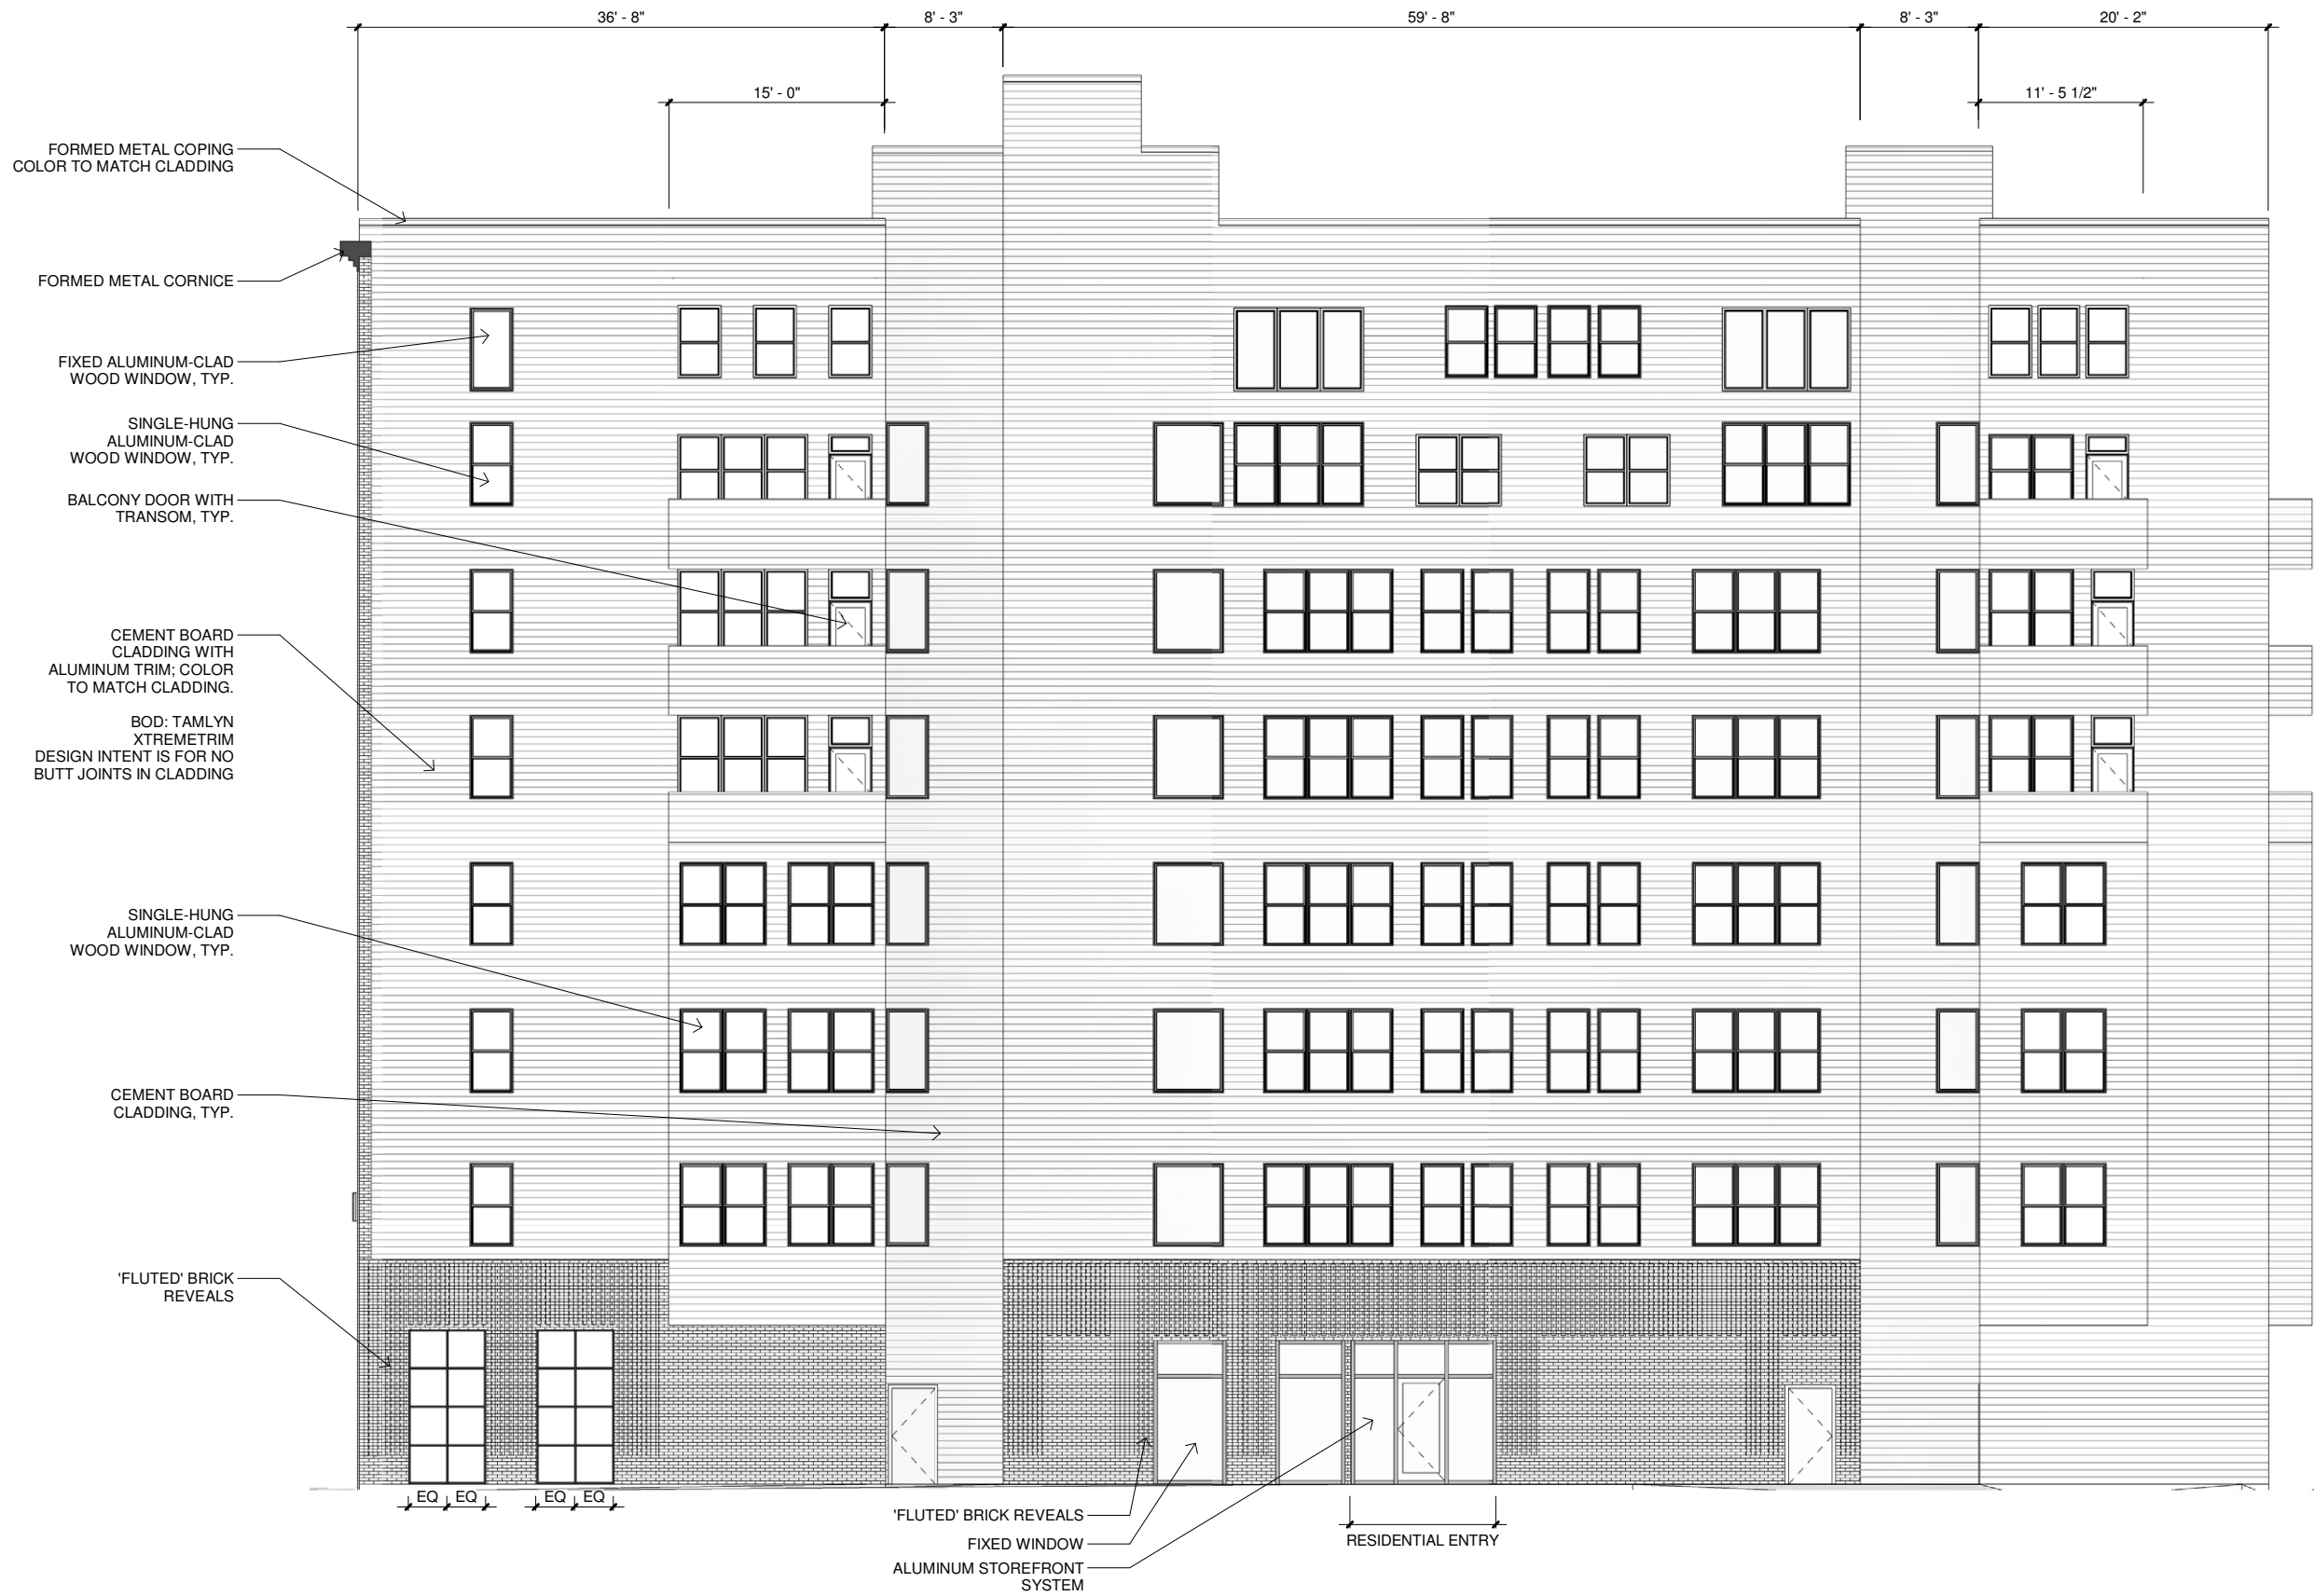 36' - 8"
8' - 3"
59' - 8"
8' - 3"
20' - 2"
15' - 0"
11' - 5 1/2"
FORMED METAL COPING
COLOR TO MATCH CLADDING
FORMED METAL CORNICE
FIXED ALUMINUM-CLAD
WOOD WINDOW, TYP.
SINGLE-HUNG
ALUMINUM-CLAD
WOOD WINDOW, TYP.
BALCONY DOOR WITH
TRANSOM, TYP.
CEMENT BOARD
CLADDING WITH
ALUMINUM TRIM; COLOR
TO MATCH CLADDING.
BOD: TAMLYN
XTREMETRIM
DESIGN INTENT IS FOR NO
BUTT JOINTS IN CLADDING
SINGLE-HUNG
ALUMINUM-CLAD
WOOD WINDOW, TYP.
CEMENT BOARD
CLADDING, TYP.
'FLUTED' BRICK
REVEALS
EQ
EQ
EQ
EQ
'FLUTED' BRICK REVEALS
FIXED WINDOW
ALUMINUM STOREFRONT
SYSTEM
RESIDENTIAL ENTRY